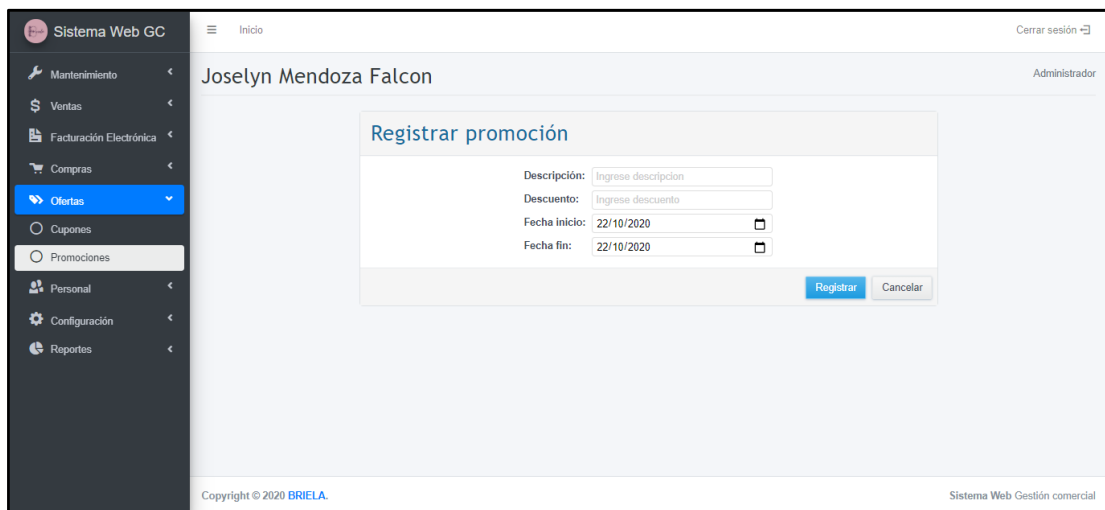 Sistema Web GC
Inicio
Cerrar sesión
Mantenimiento
Ventas
Facturación Electrónica
Compras
Ofertas
Cupones
Promociones
Personal
Configuración
Reportes
Joselyn Mendoza Falcon
Administrador
Registrar promoción
Descripción: Ingrese descripcion
Descuento: Ingrese descuento
Fecha inicio: 22/10/2020
Fecha fin: 22/10/2020
Registrar Cancelar
Copyright © 2020 BRIELA.
Sistema Web Gestión comercial